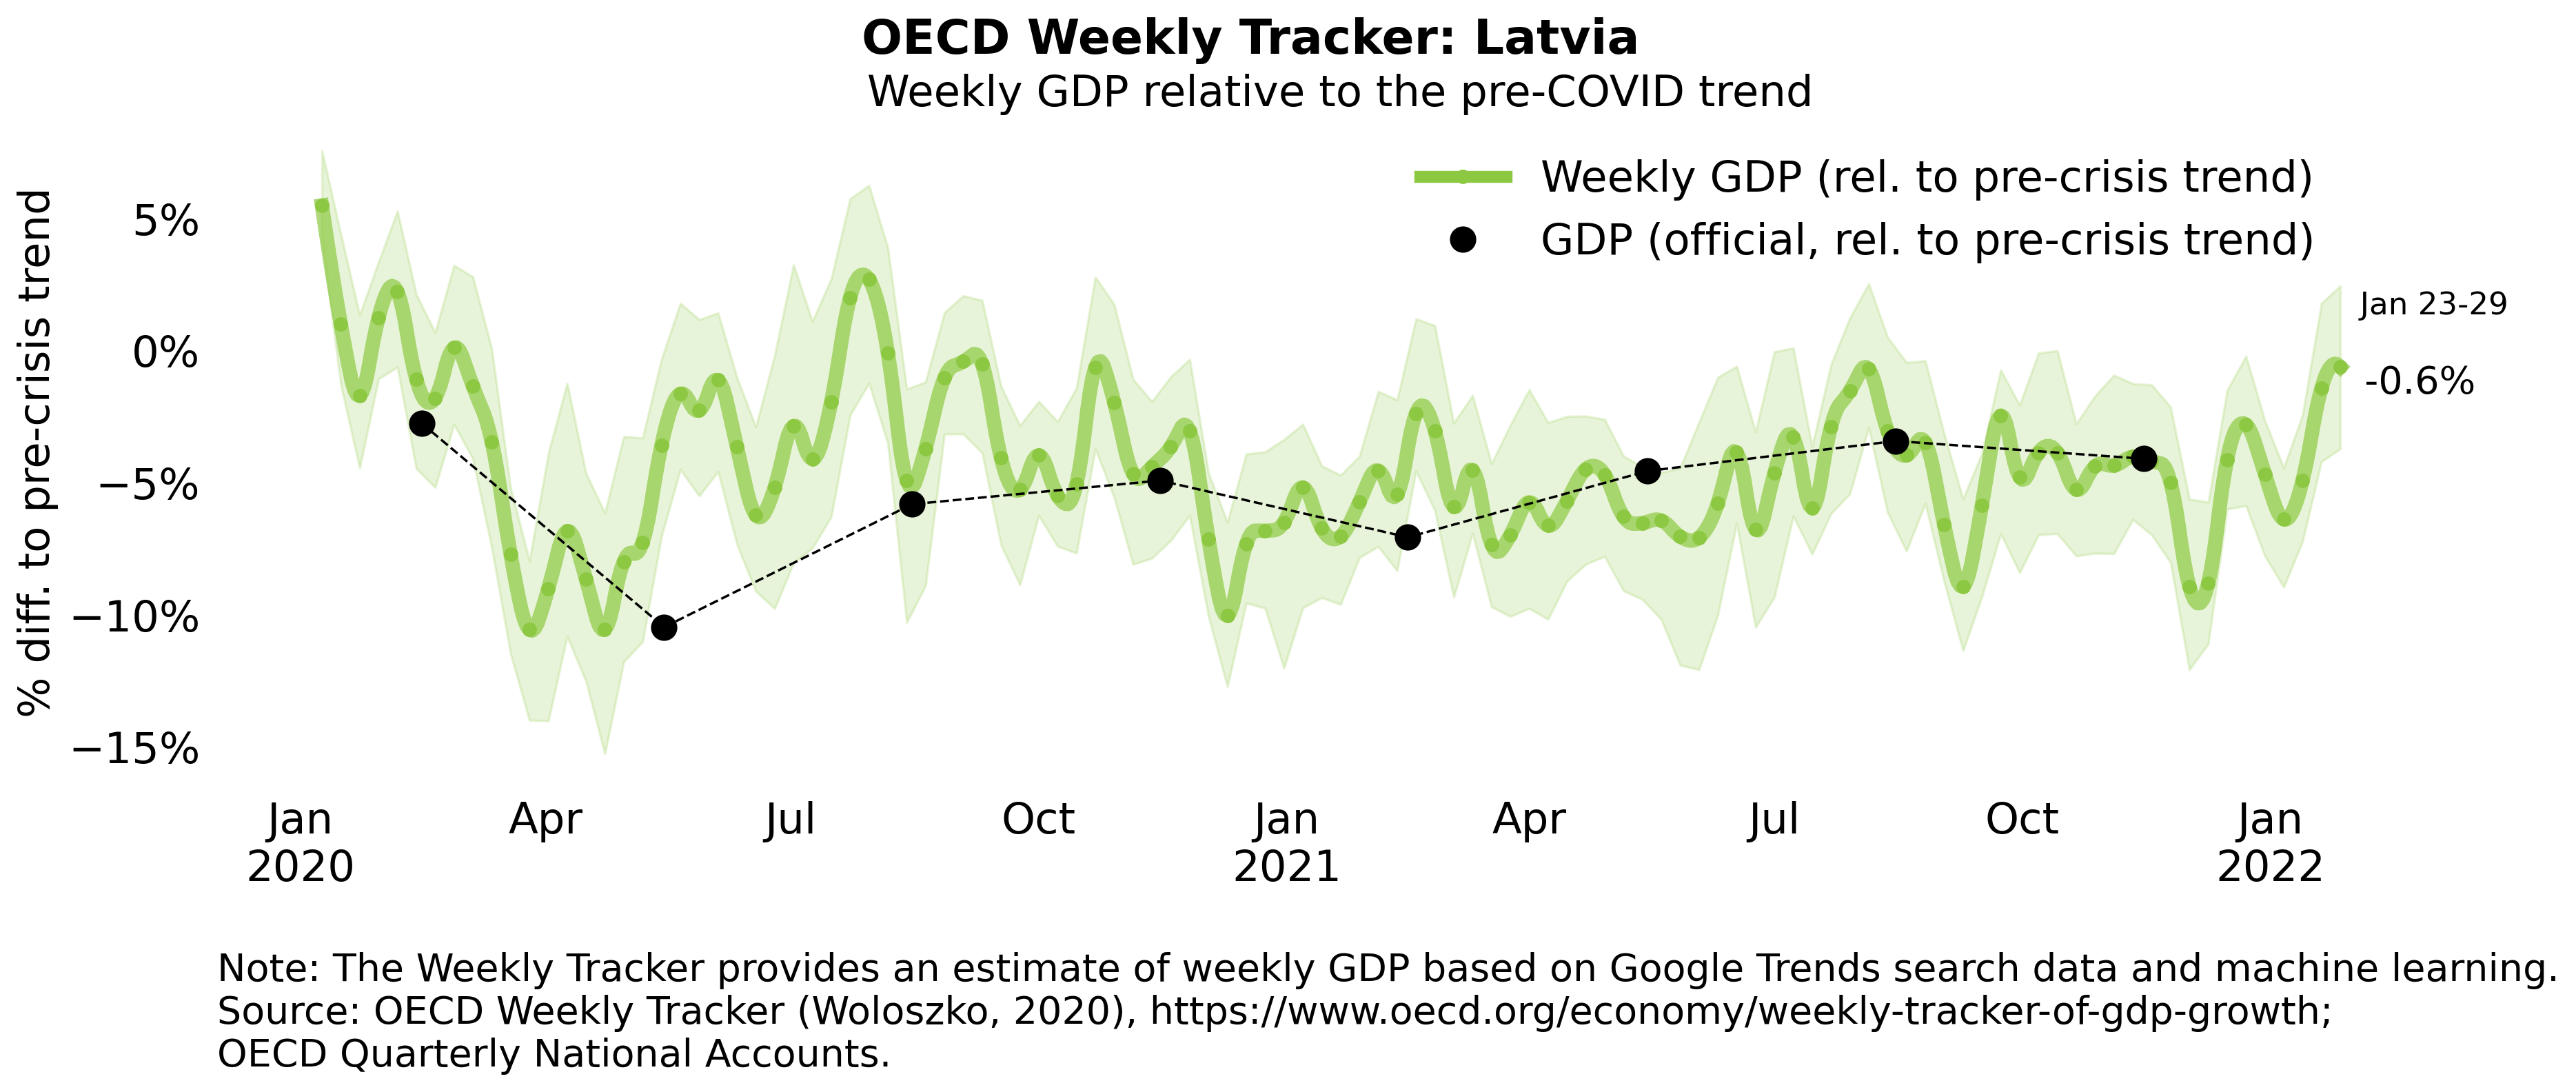 OECD Weekly Tracker: Latvia
Weekly GDP relative to the pre-COVID trend
Weekly GDP (rel. to pre-crisis trend)
GDP (official, rel. to pre-crisis trend)
% diff. to pre-crisis trend
5%
0%
−5%
−10%
−15%
Jan 23-29
-0.6%
Jan Apr Jul Oct Jan Apr Jul Oct Jan
2020 2021 2022
Note: The Weekly Tracker provides an estimate of weekly GDP based on Google Trends search data and machine learning.
Source: OECD Weekly Tracker (Woloszko, 2020), https://www.oecd.org/economy/weekly-tracker-of-gdp-growth;
OECD Quarterly National Accounts.